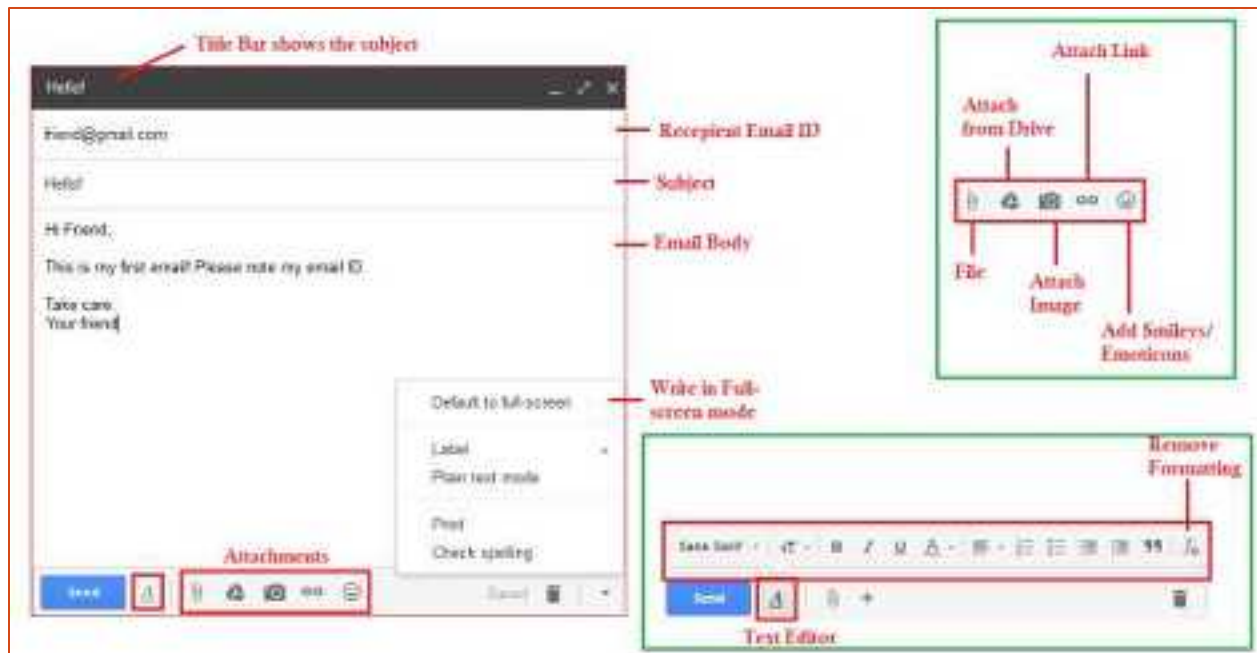 Title Bar shows the subject
Hello!
friend@gmail.com
Recepient Email ID
Hello!
Subject
Hi Friend,
Email Body
This is my first email! Please note my email ID.
Take care.
Your friend
Default to full-screen
Write in Full-
screen mode
Label
Plain text mode
Print
Check spelling
Attachments
Send
Saved
Attach Link
Attach
from Drive
File
Attach
Image
Add Smileys/
Emoticons
Remove
Formatting
Sans Serif
B I U A
Send A
Text Editor